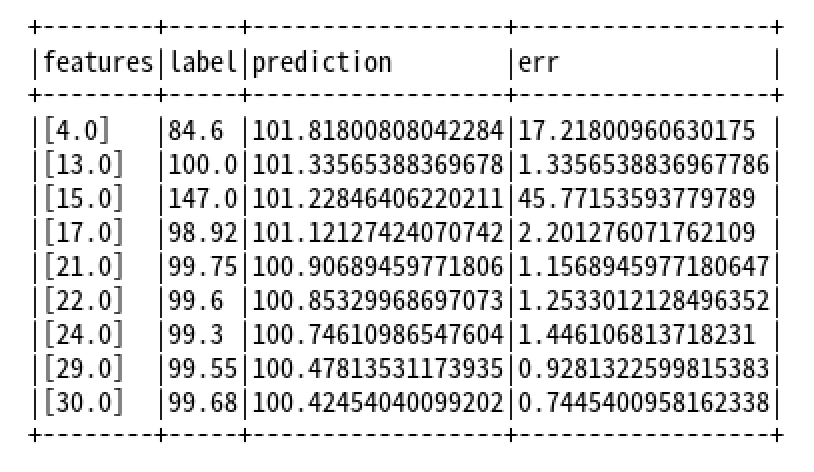 +--------+-----+------------------+------------------+
|features|label|prediction        |err               |
+--------+-----+------------------+------------------+
|[4.0]   |84.6 |101.81800808042284|17.21800960630175 |
|[13.0]  |100.0|101.33565388369678|1.3356538836967786|
|[15.0]  |147.0|101.22846406220211|45.77153593779789 |
|[17.0]  |98.92|101.12127424070742|2.201276071762109 |
|[21.0]  |99.75|100.90689459771806|1.1568945977180647|
|[22.0]  |99.6 |100.85329968697073|1.2533012128496352|
|[24.0]  |99.3 |100.74610986547604|1.446106813718231 |
|[29.0]  |99.55|100.47813531173935|0.9281322599815383|
|[30.0]  |99.68|100.42454040099202|0.7445400958162338|
+--------+-----+------------------+------------------+